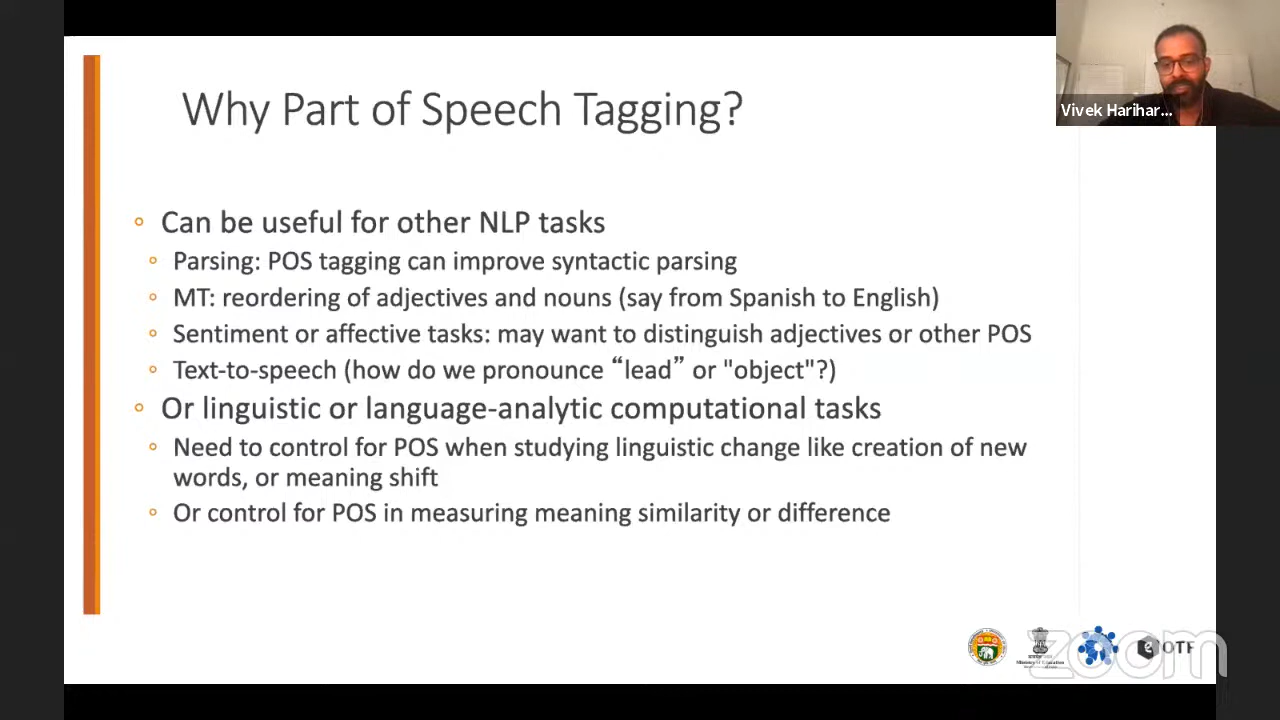 Why Part of Speech Tagging?
Vivek Harihar...
Can be useful for other NLP tasks
Parsing: POS tagging can improve syntactic parsing
MT: reordering of adjectives and nouns (say from Spanish to English)
Sentiment or affective tasks: may want to distinguish adjectives or other POS
Text-to-speech (how do we pronounce “lead” or "object"?)
Or linguistic or language-analytic computational tasks
Need to control for POS when studying linguistic change like creation of new
words, or meaning shift
Or control for POS in measuring meaning similarity or difference
zoom